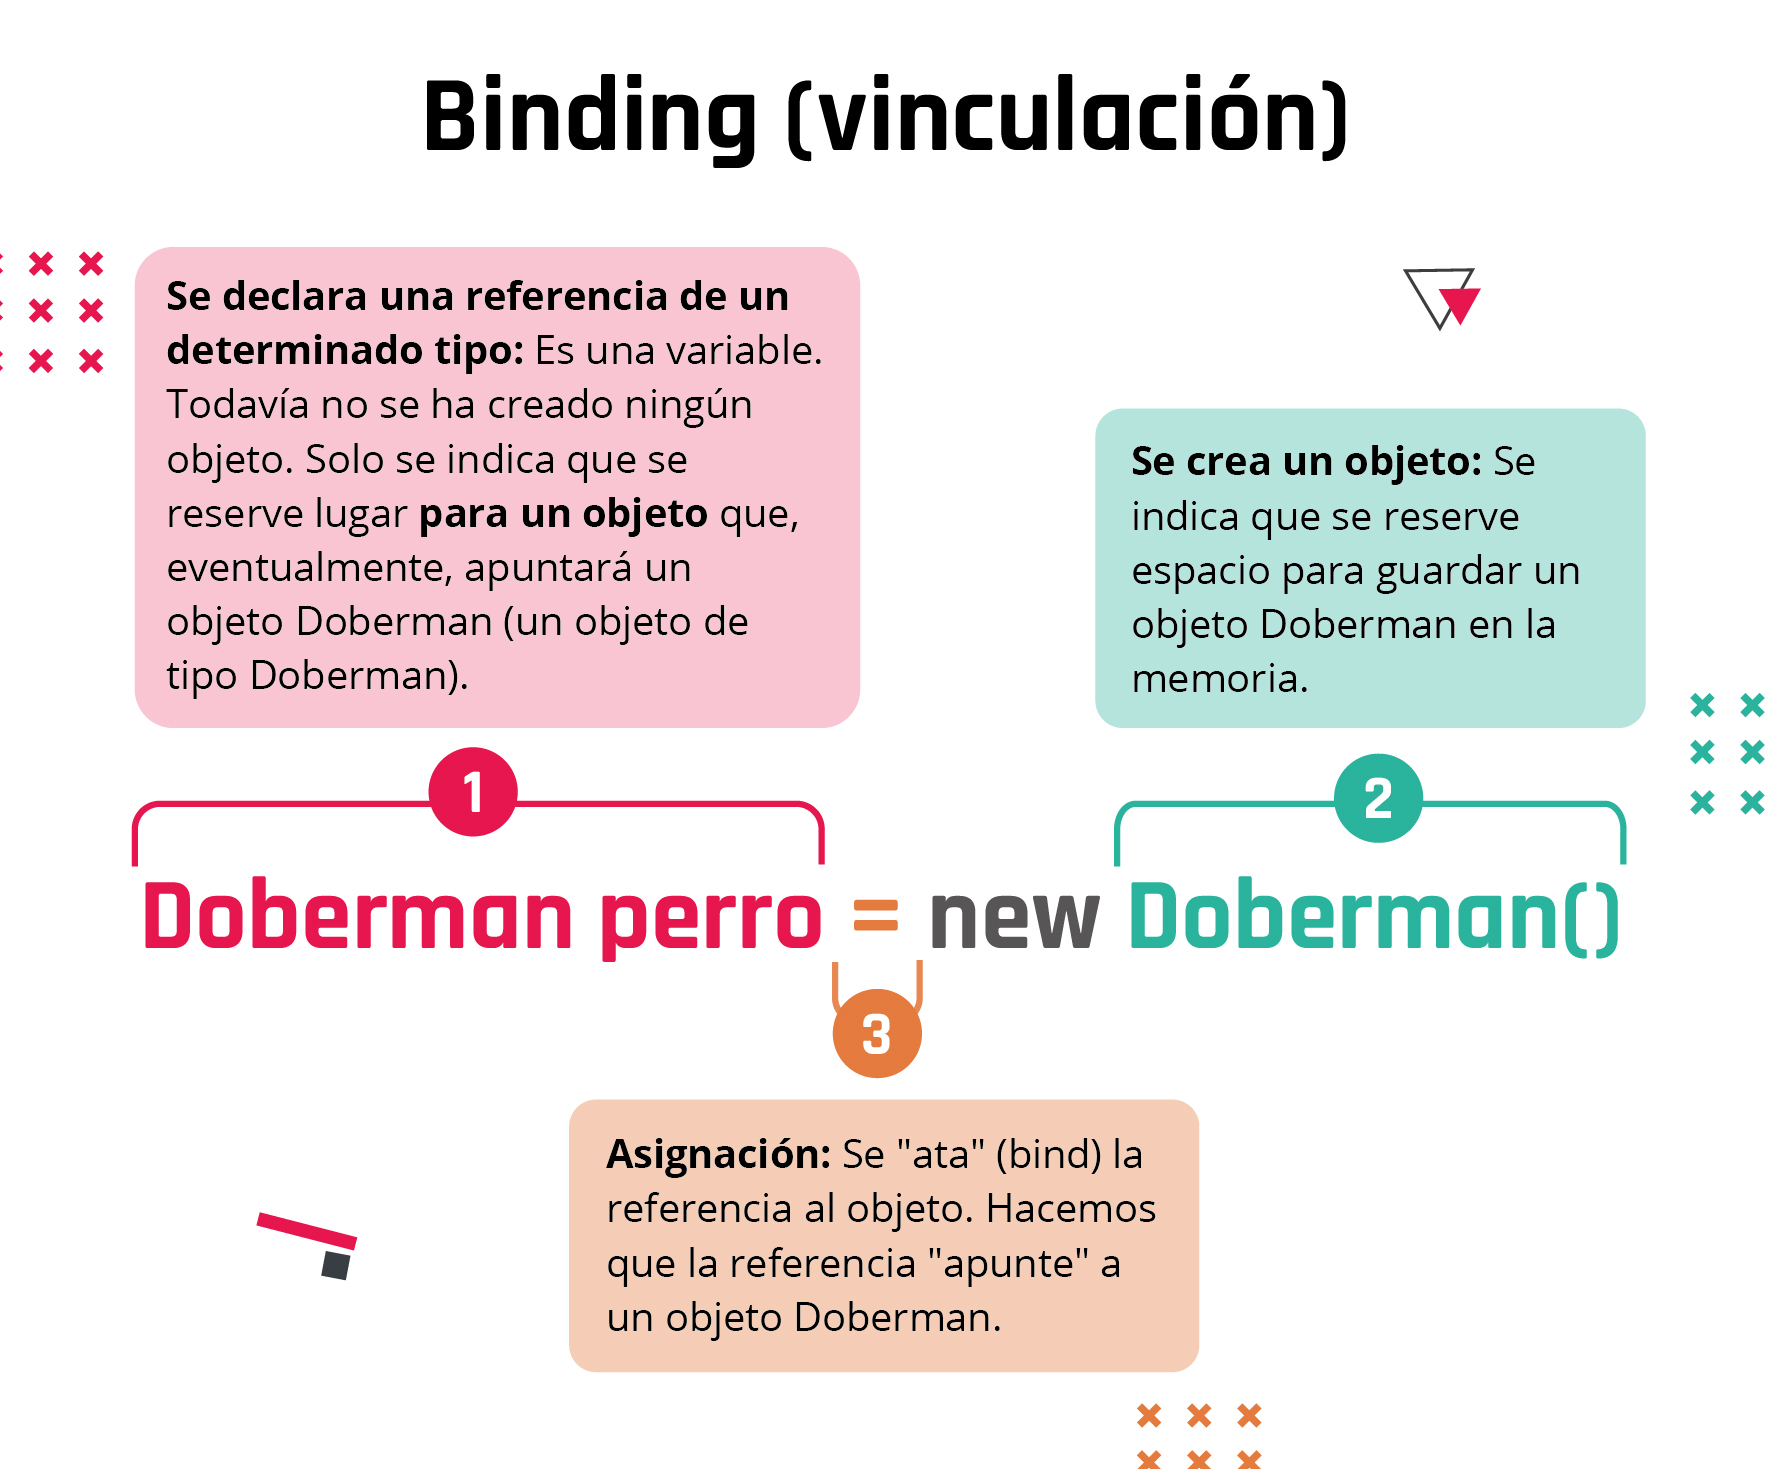 Binding (vinculación)
Se declara una referencia de un
determinado tipo: Es una variable.
Todavía no se ha creado ningún
objeto. Solo se indica que se
reserve lugar para un objeto que,
eventualmente, apuntará un
objeto Doberman (un objeto de
tipo Doberman).
Se crea un objeto: Se
indica que se reserve
espacio para guardar un
objeto Doberman en la
memoria.
1
2
Doberman perro = new Doberman()
3
Asignación: Se "ata" (bind) la
referencia al objeto. Hacemos
que la referencia "apunte" a
un objeto Doberman.